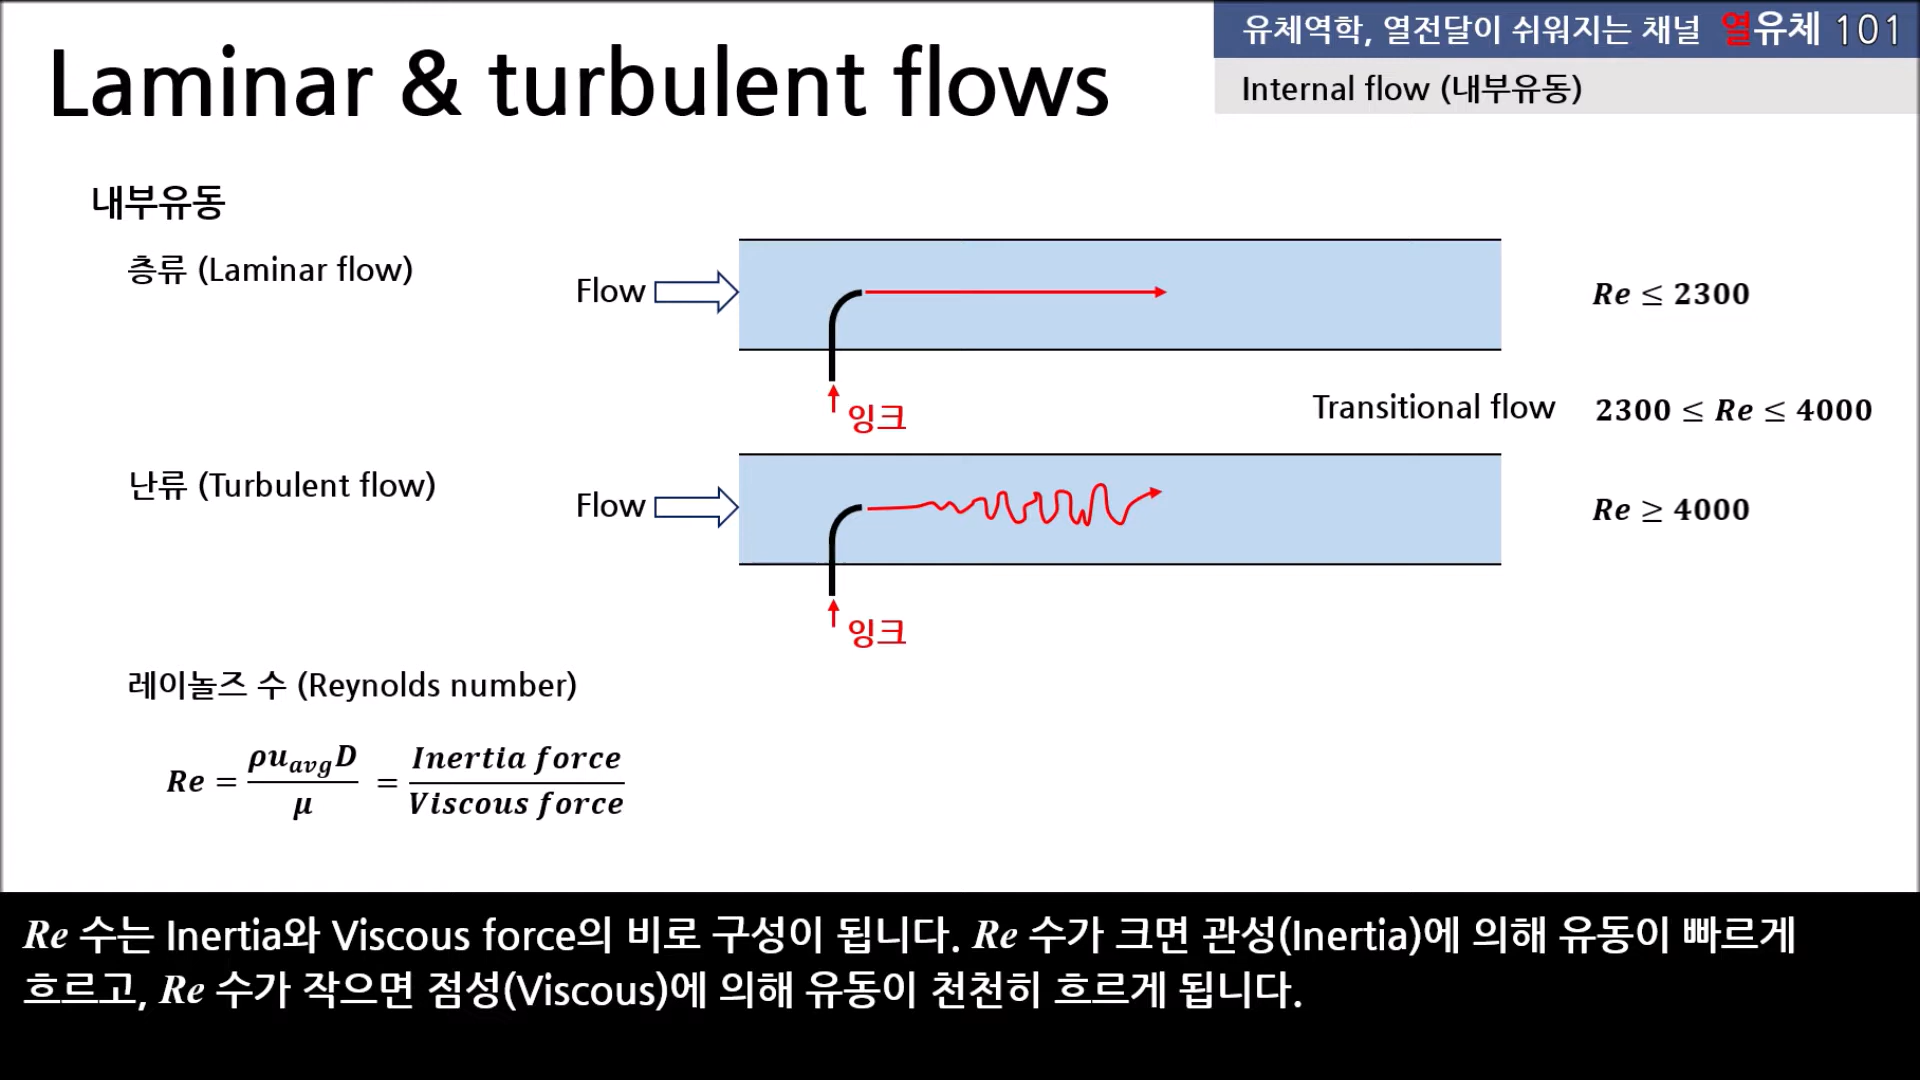 유체역학, 열전달이 쉬워지는 채널 열유체 101
Laminar & turbulent flows
Internal flow (내부유동)
내부유동
층류 (Laminar flow)
Flow
Re ≤ 2300
잉크
Transitional flow 2300 ≤ Re ≤ 4000
난류 (Turbulent flow)
Flow
Re ≥ 4000
잉크
레이놀즈 수 (Reynolds number)
Re = ρu_avg D / μ = Inertia force / Viscous force
Re 수는 Inertia와 Viscous force의 비로 구성이 됩니다. Re 수가 크면 관성(Inertia)에 의해 유동이 빠르게
흐르고, Re 수가 작으면 점성(Viscous)에 의해 유동이 천천히 흐르게 됩니다.